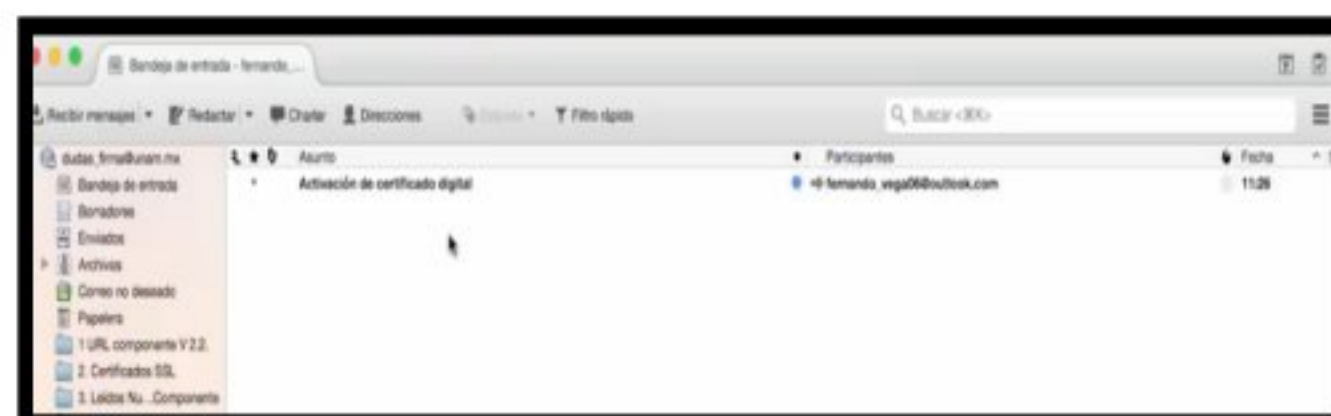 Bandeja de entrada - fernando_...
Recibir mensajes Redactar Chatar Direcciones Filtro rápido Buscar <⌘K>
dudas_firma@unam.mx Asunto Participantes Fecha
Bandeja de entrada Activación de certificado digital fernando_vega06@outlook.com 11:26
Borradores
Enviados
Archivos
Correo no deseado
Papelera
1 URL componente V 2.2.
2. Certificados SSL
3. Leidos Nu...Componente